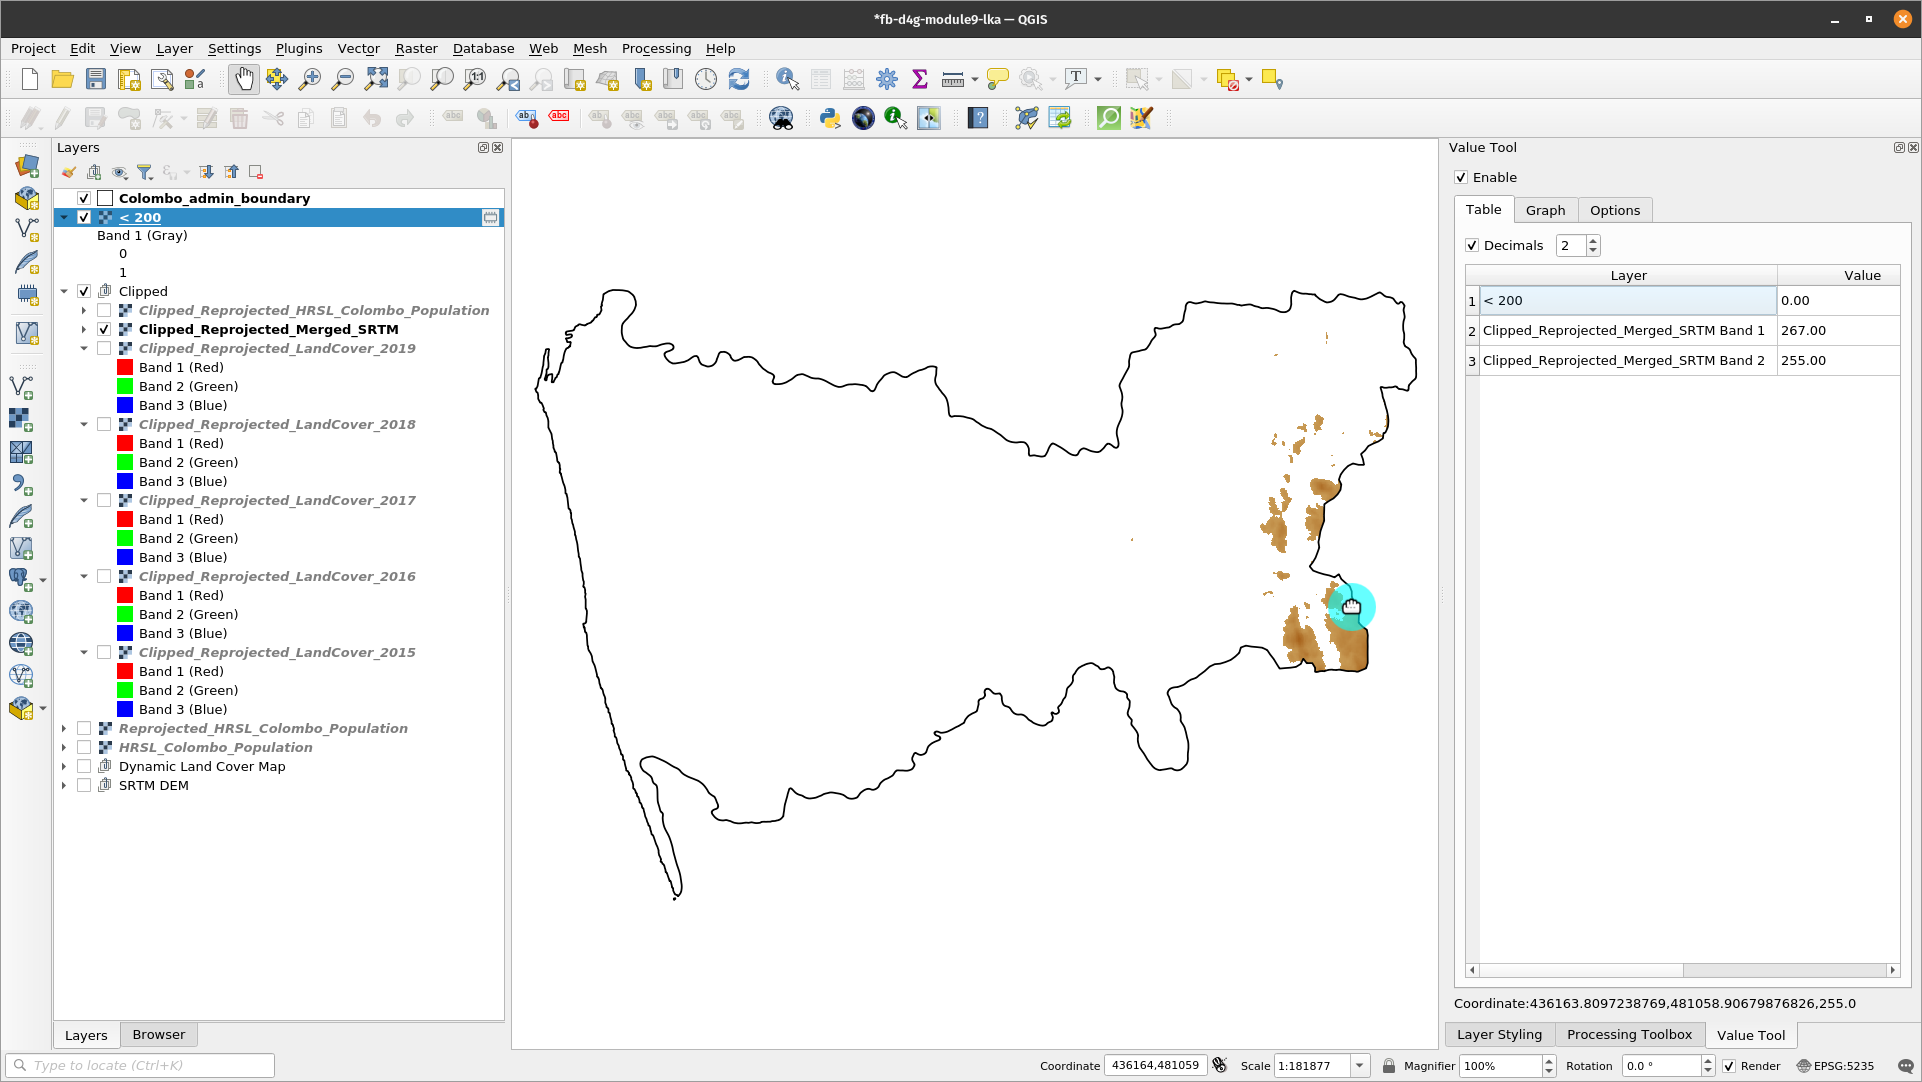 *fb-d4g-module9-lka — QGIS
Project Edit View Layer Settings Plugins Vector Raster Database Web Mesh Processing Help
Layers
Colombo_admin_boundary
< 200
Band 1 (Gray)
0
1
Clipped
Clipped_Reprojected_HRSL_Colombo_Population
Clipped_Reprojected_Merged_SRTM
Clipped_Reprojected_LandCover_2019
Band 1 (Red)
Band 2 (Green)
Band 3 (Blue)
Clipped_Reprojected_LandCover_2018
Band 1 (Red)
Band 2 (Green)
Band 3 (Blue)
Clipped_Reprojected_LandCover_2017
Band 1 (Red)
Band 2 (Green)
Band 3 (Blue)
Clipped_Reprojected_LandCover_2016
Band 1 (Red)
Band 2 (Green)
Band 3 (Blue)
Clipped_Reprojected_LandCover_2015
Band 1 (Red)
Band 2 (Green)
Band 3 (Blue)
Reprojected_HRSL_Colombo_Population
HRSL_Colombo_Population
Dynamic Land Cover Map
SRTM DEM
Layers Browser
Value Tool
Enable
Table Graph Options
Decimals 2
Layer Value
1 < 200 0.00
2 Clipped_Reprojected_Merged_SRTM Band 1 267.00
3 Clipped_Reprojected_Merged_SRTM Band 2 255.00
Coordinate:436163.8097238769,481058.90679876826,255.0
Layer Styling Processing Toolbox Value Tool
Type to locate (Ctrl+K) Coordinate 436164,481059 Scale 1:181877 Magnifier 100% Rotation 0.0 ° Render EPSG:5235